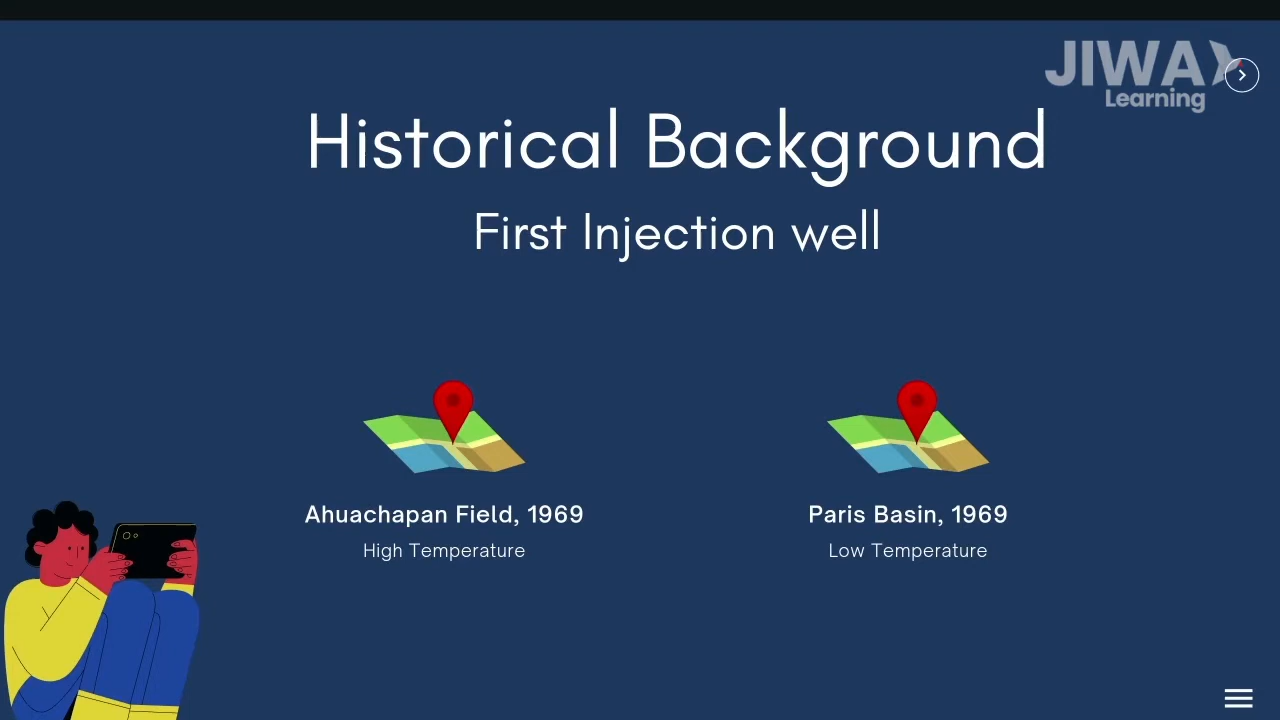 JIWA
Learning
Historical Background
First Injection well
Ahuachapan Field, 1969
High Temperature
Paris Basin, 1969
Low Temperature